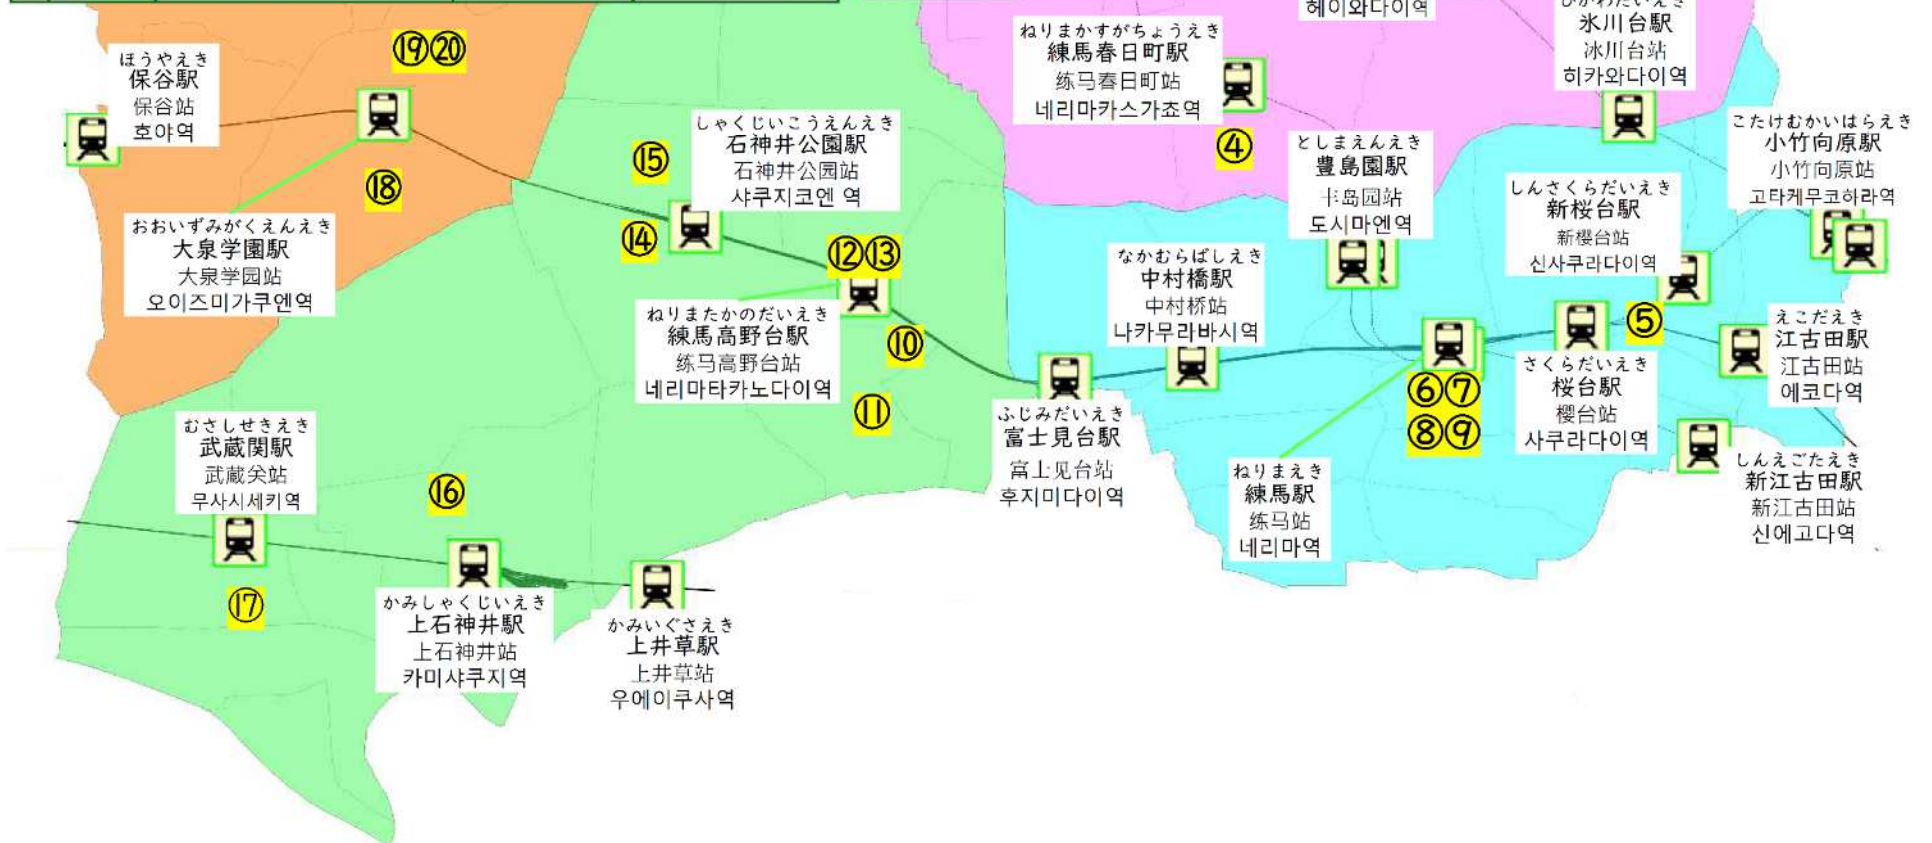 헤이와다이역
ひかわだいえき
氷川台駅
冰川台站
히카와다이역
ねりまかすがちょうえき
練馬春日町駅
练马春日町站
네리마카스가쵸역
④
ほうやえき
保谷駅
保谷站
호야역
⑲⑳
⑱
おおいずみがくえんえき
大泉学園駅
大泉学园站
오이즈미가쿠엔역
しゃくじいこうえんえき
石神井公園駅
石神井公园站
샤쿠지코엔 역
⑮
⑭
⑫⑬
ねりまたかのだいえき
練馬高野台駅
练马高野台站
네리마타카노다이역
⑩
⑪
としまえんえき
豊島園駅
丰岛园站
도시마엔역
こたけむかいはらえき
小竹向原駅
小竹向原站
고타케무코하라역
しんさくらだいえき
新桜台駅
新樱台站
신사쿠라다이역
なかむらばしえき
中村橋駅
中村桥站
나카무라바시역
⑤
えこだえき
江古田駅
江古田站
에코다역
さくらだいえき
桜台駅
樱台站
사쿠라다이역
⑥⑦
⑧⑨
ふじみだいえき
富士見台駅
富士见台站
후지미다이역
ねりまえき
練馬駅
练马站
네리마역
しんえごたえき
新江古田駅
新江古田站
신에고다역
むさしせきえき
武蔵関駅
武蔵关站
무사시세키역
⑯
⑰
かみしゃくじいえき
上石神井駅
上石神井站
카미샤쿠지역
かみいぐさえき
上井草駅
上井草站
우에이쿠사역